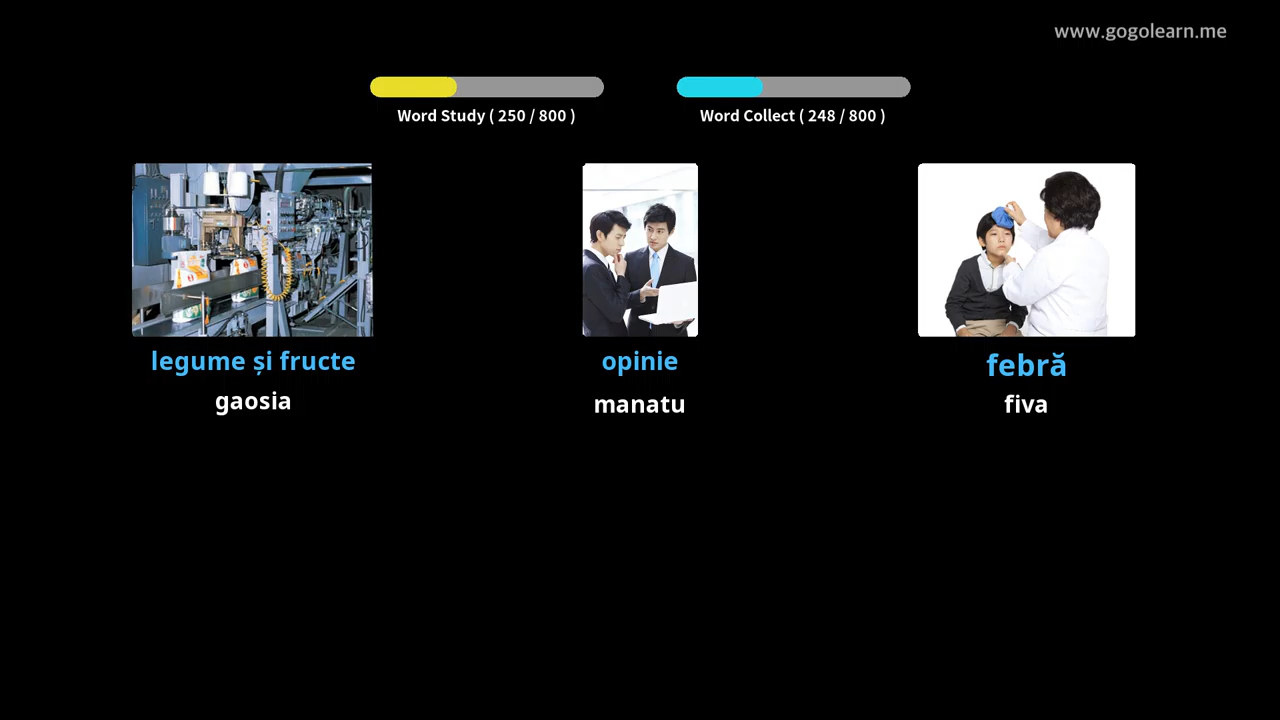 www.gogolearn.me
Word Study ( 250 / 800 )
Word Collect ( 248 / 800 )
legume și fructe
gaosia
opinie
manatu
febră
fiva